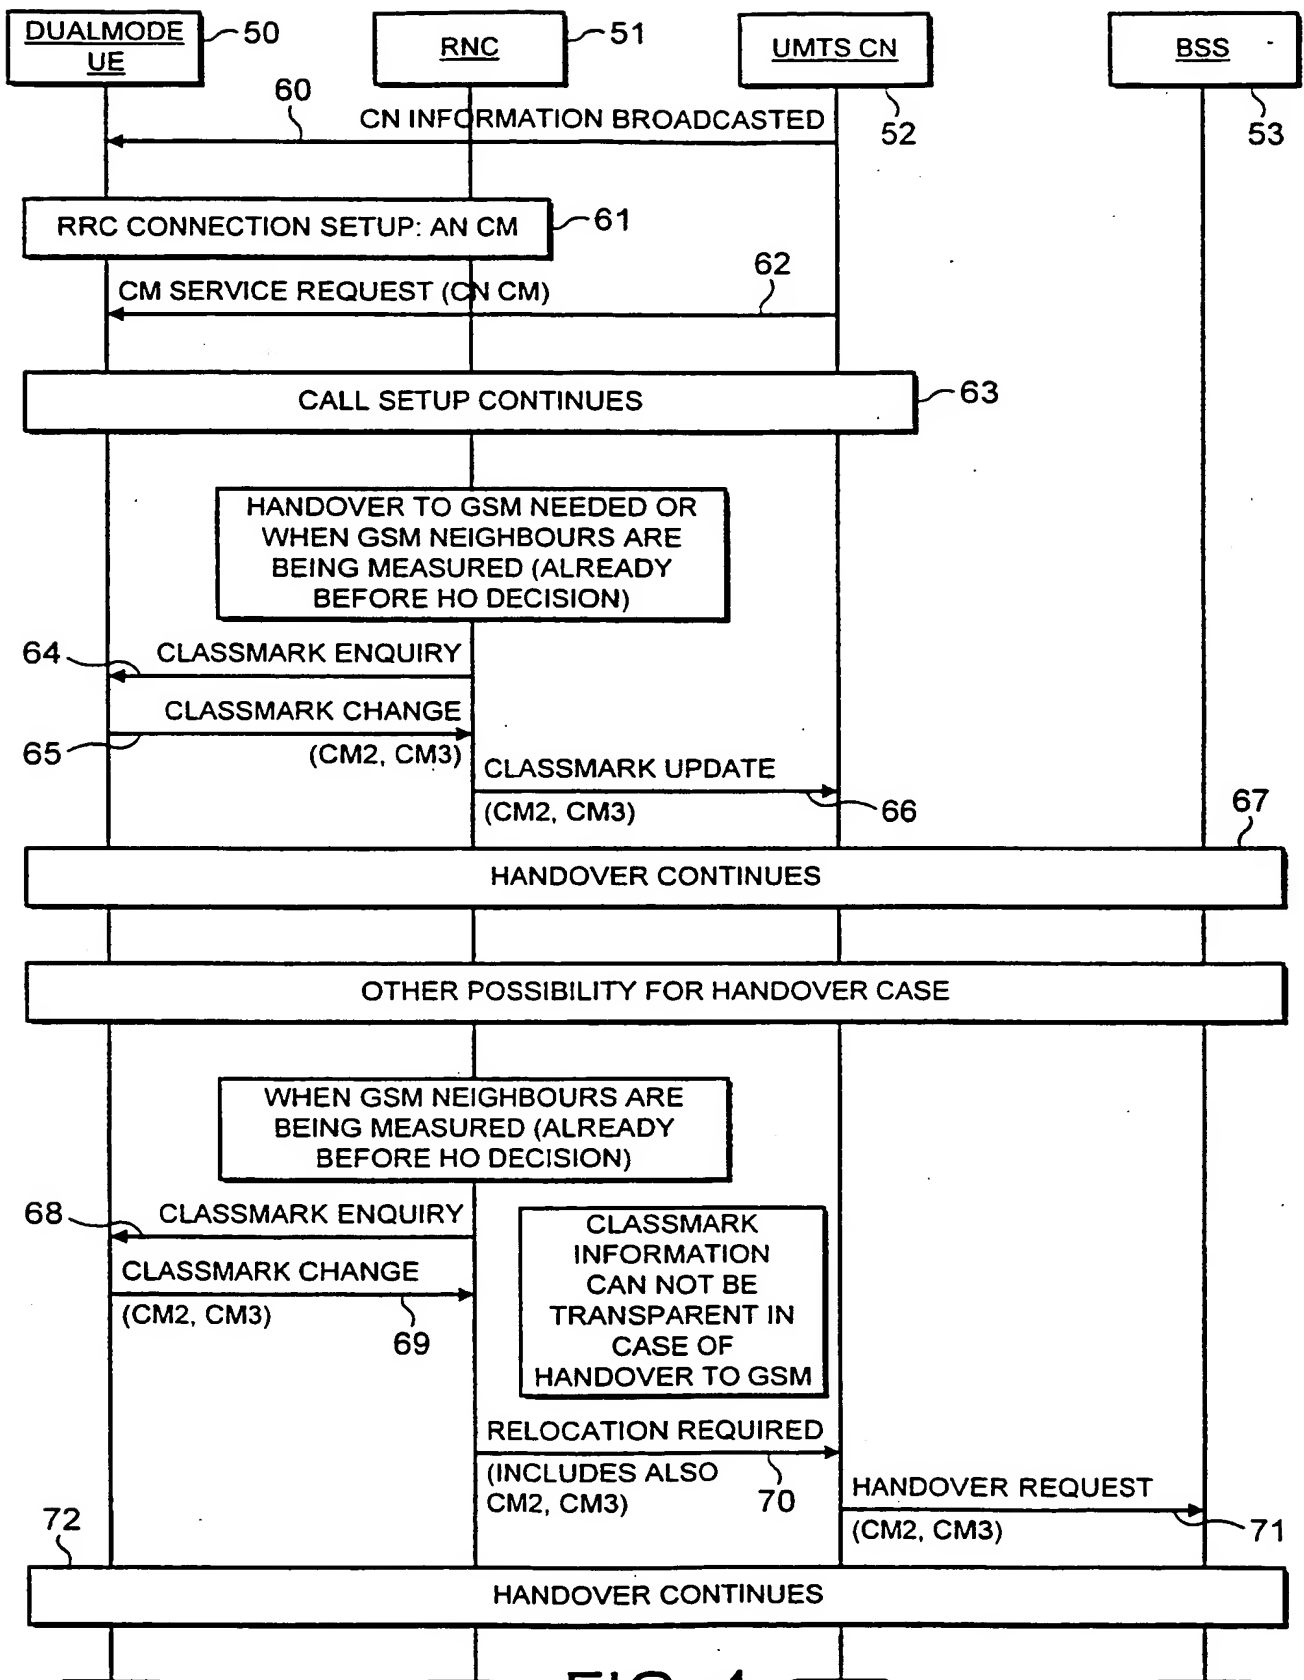 DUALMODE
UE
50
RNC
51
UMTS CN
52
BSS
53
60
CN INFORMATION BROADCASTED
RRC CONNECTION SETUP: AN CM
61
62
CM SERVICE REQUEST (CN CM)
CALL SETUP CONTINUES
63
HANDOVER TO GSM NEEDED OR
WHEN GSM NEIGHBOURS ARE
BEING MEASURED (ALREADY
BEFORE HO DECISION)
64
CLASSMARK ENQUIRY
CLASSMARK CHANGE
65
(CM2, CM3)
CLASSMARK UPDATE
(CM2, CM3)
66
67
HANDOVER CONTINUES
OTHER POSSIBILITY FOR HANDOVER CASE
WHEN GSM NEIGHBOURS ARE
BEING MEASURED (ALREADY
BEFORE HO DECISION)
68
CLASSMARK ENQUIRY
CLASSMARK CHANGE
(CM2, CM3)
69
CLASSMARK
INFORMATION
CAN NOT BE
TRANSPARENT IN
CASE OF
HANDOVER TO GSM
RELOCATION REQUIRED
(INCLUDES ALSO
CM2, CM3)
70
HANDOVER REQUEST
(CM2, CM3)
71
72
HANDOVER CONTINUES